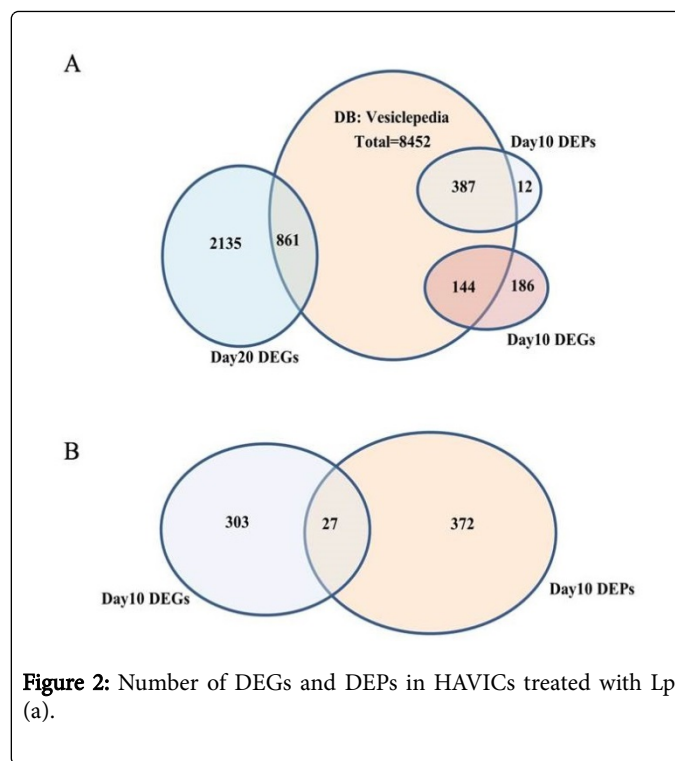 A
DB: Vesiclepedia
Total=8452
Day10 DEPs
387
12
2135
861
144
186
Day20 DEGs
Day10 DEGs
B
303
27
372
Day10 DEGs
Day10 DEPs
Figure 2: Number of DEGs and DEPs in HAVICs treated with Lp
(a).